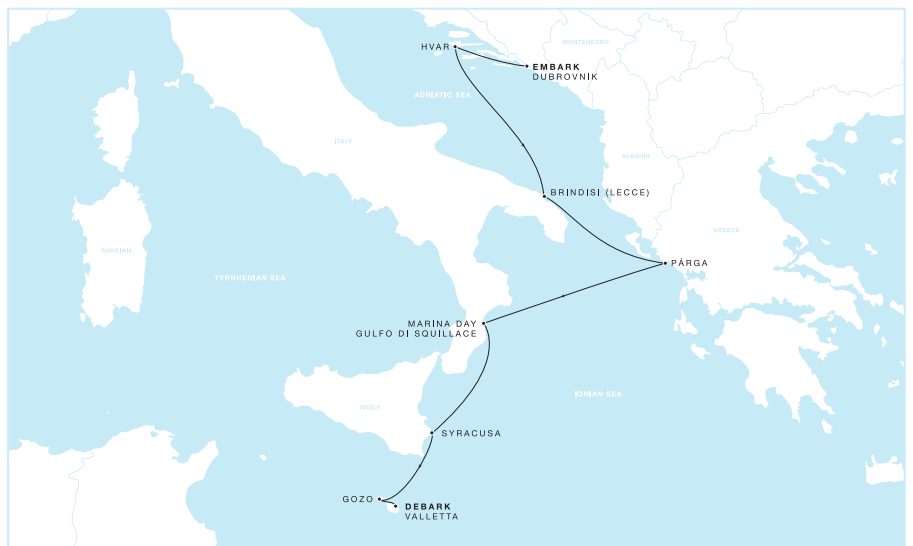 HVAR
MONTENEGRO
EMBARK
DUBROVNIK
ADRIATIC SEA
ITALY
ALBANIA
BRINDISI (LECCE)
GREECE
SARDINIA
PÁRGA
TYRRHENIAN SEA
MARINA DAY
GULFO DI SQUILLACE
IONIAN SEA
SICILY
SYRACUSA
GOZO
DEBARK
VALLETTA